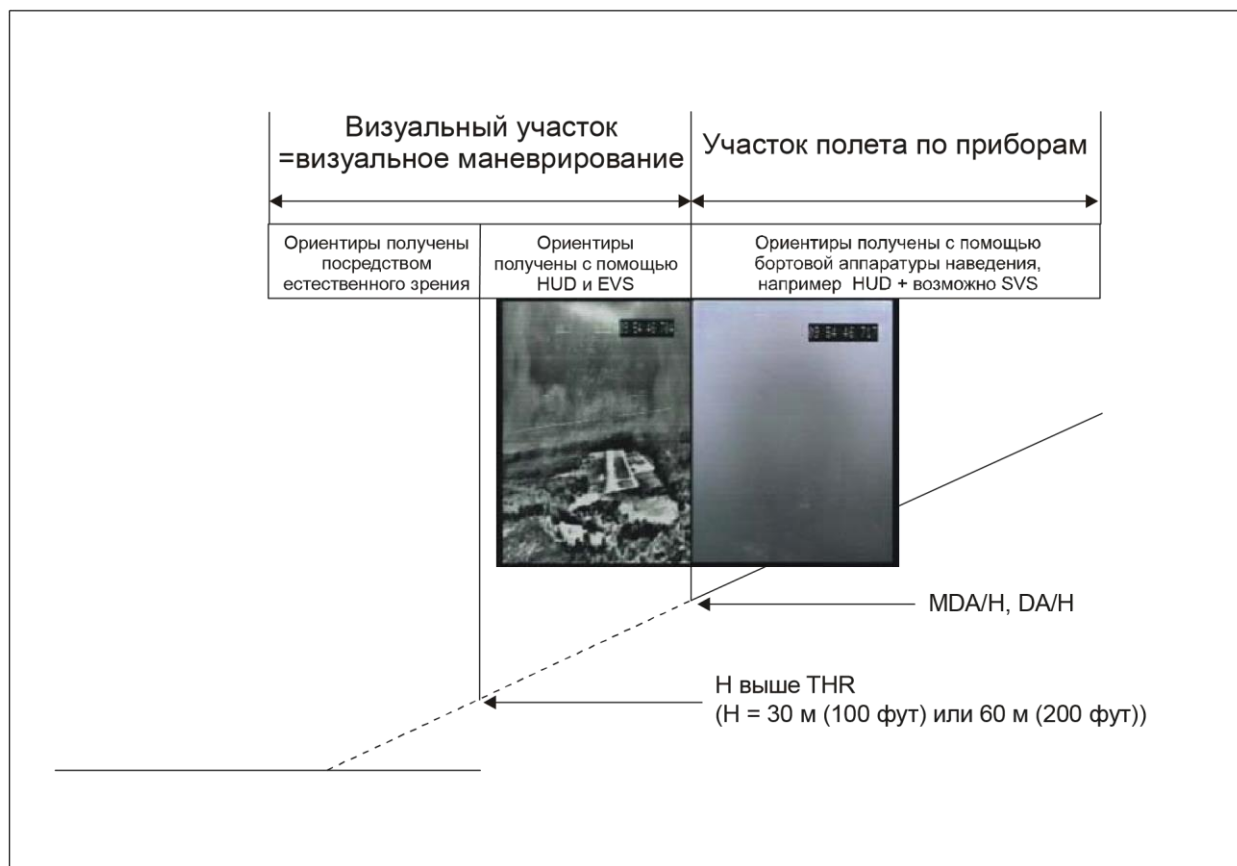 Визуальный участок
=визуальное маневрирование
Участок полета по приборам
Ориентиры получены
посредством
естественного зрения
Ориентиры
получены с помощью
HUD и EVS
Ориентиры получены с помощью
бортовой аппаратуры наведения,
например HUD + возможно SVS
MDA/H, DA/H
Н выше THR
(Н = 30 м (100 фут) или 60 м (200 фут))